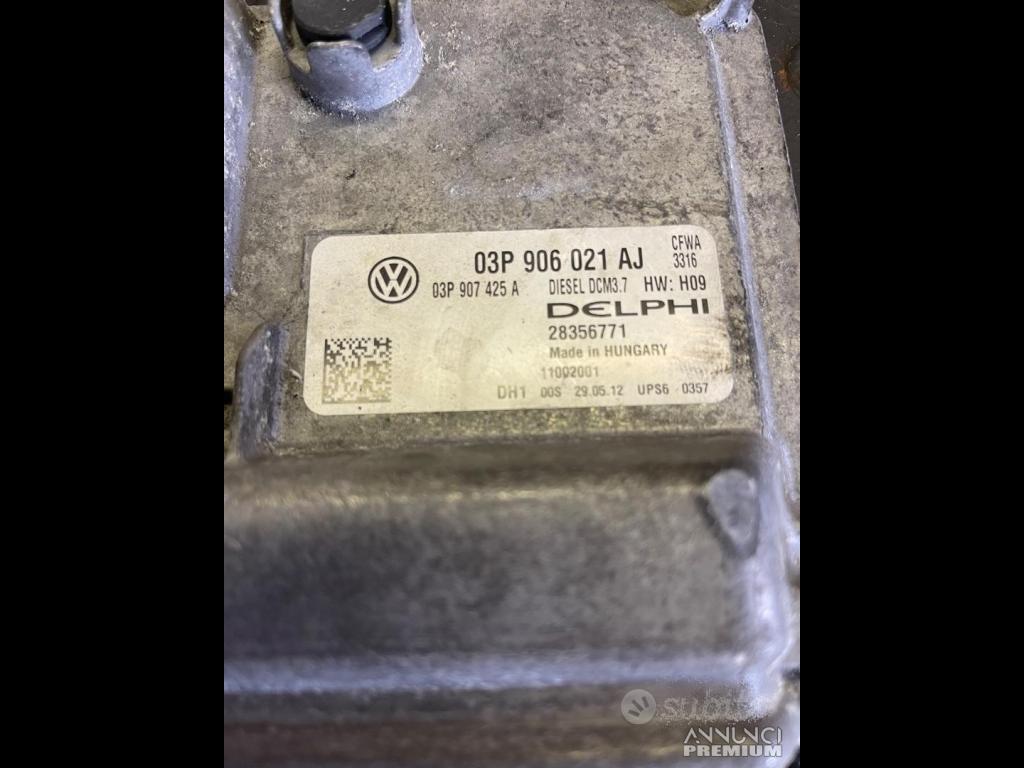 03P 906 021 AJ
CFWA
3316
03P 907 425 A DIESEL DCM3.7 HW: H09
DELPHI
28356771
Made in HUNGARY
11002001
DH1 00S 29.05.12 UPS6 0357
subito
ANNUNCI
PREMIUM